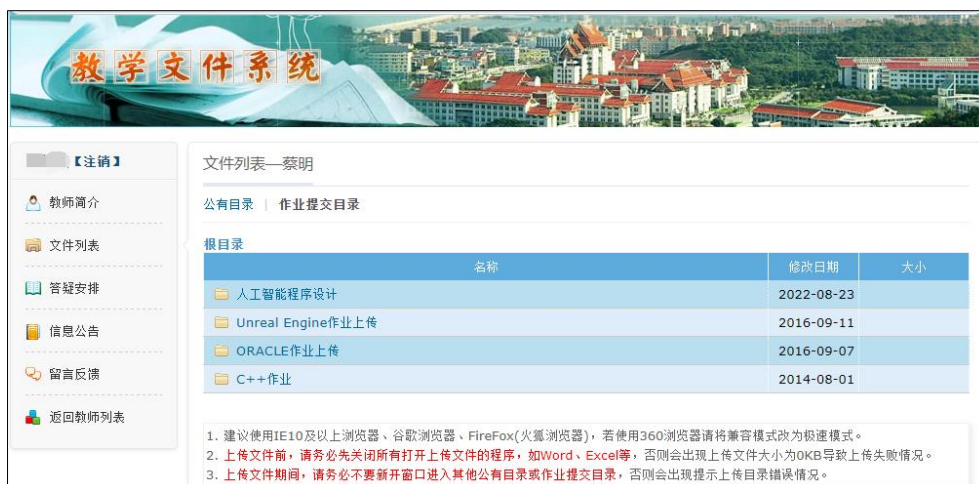 教学文件系统
【注销】
文件列表—蔡明
教师简介
公有目录 | 作业提交目录
文件列表
根目录
名称 修改日期 大小
答疑安排
人工智能程序设计 2022-08-23
Unreal Engine作业上传 2016-09-11
信息公告
ORACLE作业上传 2016-09-07
留言反馈
C++作业 2014-08-01
返回教师列表
1. 建议使用IE10及以上浏览器、谷歌浏览器、FireFox(火狐浏览器)，若使用360浏览器请将兼容模式改为极速模式。
2. 上传文件前，请务必先关闭所有打开上传文件的程序，如Word、Excel等，否则会出现上传文件大小为0KB导致上传失败情况。
3. 上传文件期间，请务必不要新开窗口进入其他公有目录或作业提交目录，否则会出现提示上传目录错误情况。